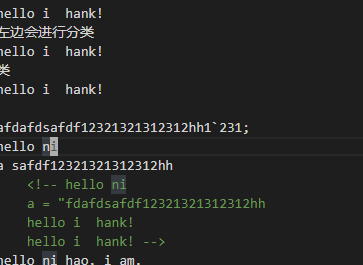 hello i  hank!
左边会进行分类
hello i  hank!
类
hello i  hank!
afdafdsafdf12321321312312hh1`231;
hello ni
a safdf12321321312312hh
<!-- hello ni
a = "fdafdsafdf12321321312312hh
hello i  hank!
hello i  hank! -->
hello ni hao, i am,